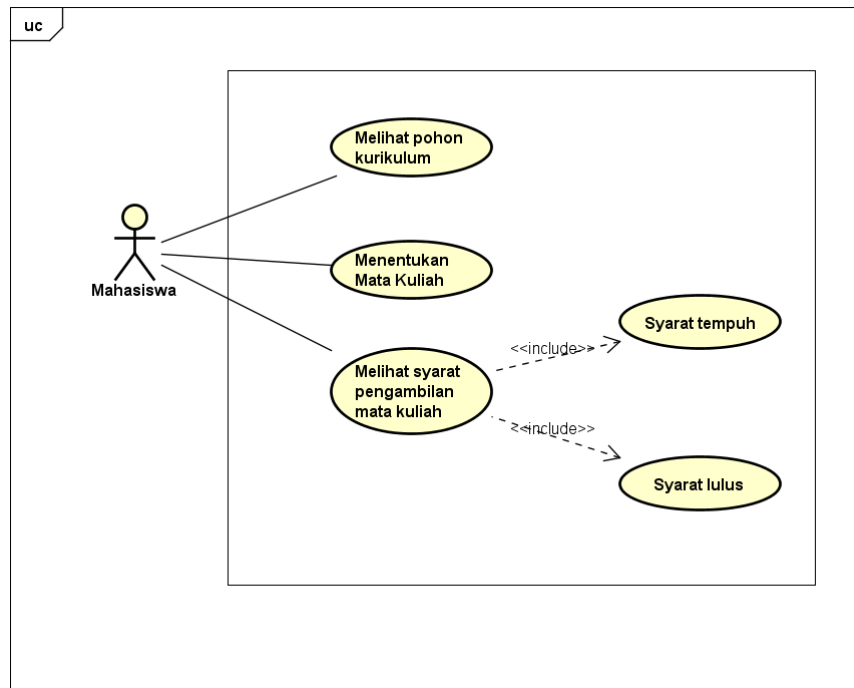 uc
Melihat pohon
kurikulum
Mahasiswa
Menentukan
Mata Kuliah
Melihat syarat
pengambilan
mata kuliah
<<include>>
Syarat tempuh
<<include>>
Syarat lulus